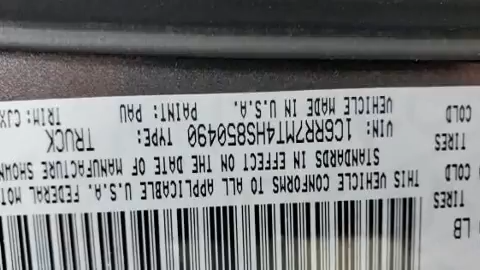 LB
TIRES
THIS VEHICLE CONFORMS TO ALL APPLICABLE U.S.A. FEDERAL MOT
COLD
STANDARDS IN EFFECT ON THE DATE OF MANUFACTURE SHOWN
TIRES
VIN: 1C6RR7MT4HS850490 TYPE: TRUCK
COLD
VEHICLE MADE IN U.S.A. PAINT: PAU TRIM: CJX